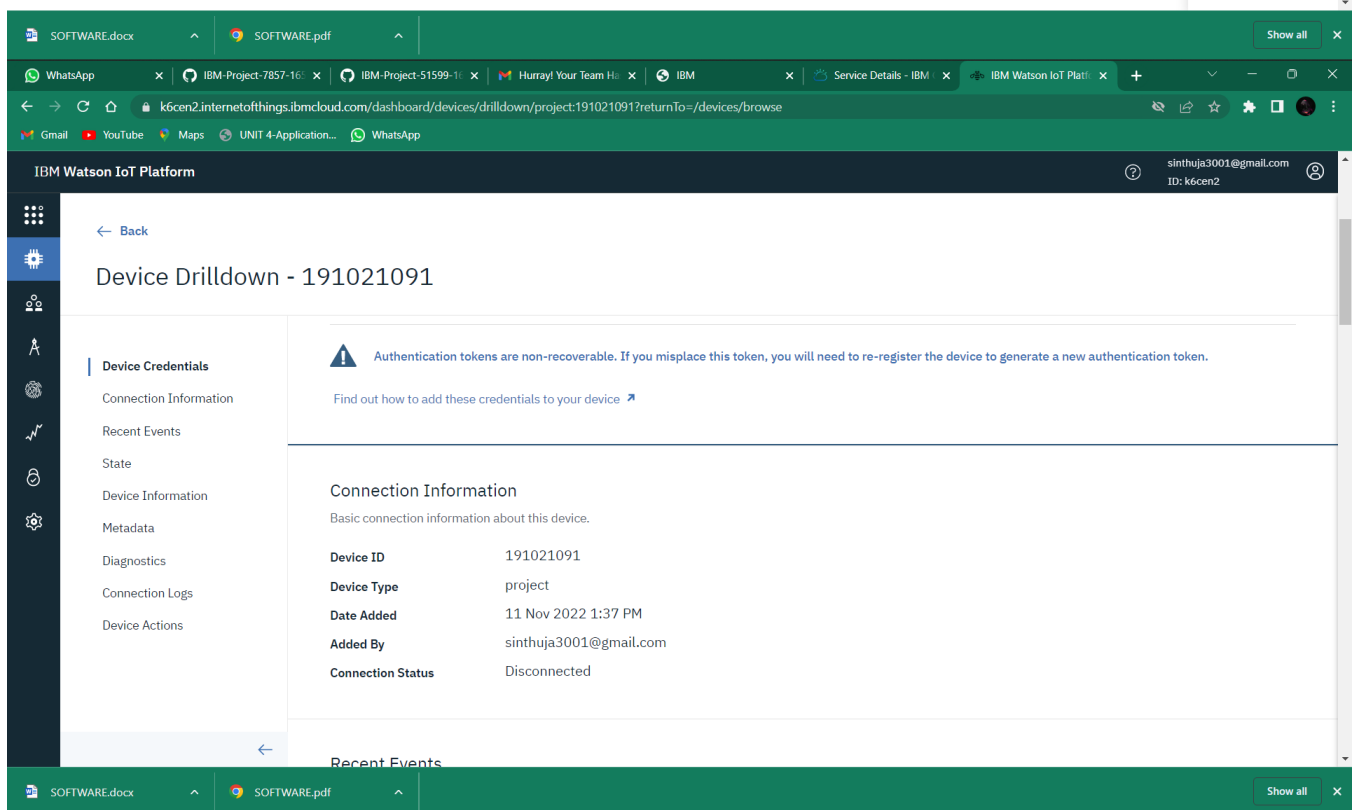 SOFTWARE.docx SOFTWARE.pdf Show all
WhatsApp IBM-Project-7857-16 IBM-Project-51599-16 Hurray! Your Team Ha IBM Service Details - IBM IBM Watson IoT Platf
k6cen2.internetofthings.ibmcloud.com/dashboard/devices/drilldown/project:191021091?returnTo=/devices/browse
Gmail YouTube Maps UNIT 4-Application... WhatsApp
IBM Watson IoT Platform
sinthuja3001@gmail.com
ID: k6cen2
Back
Device Drilldown - 191021091
Device Credentials
Connection Information
Recent Events
State
Device Information
Metadata
Diagnostics
Connection Logs
Device Actions
Authentication tokens are non-recoverable. If you misplace this token, you will need to re-register the device to generate a new authentication token.
Find out how to add these credentials to your device
Connection Information
Basic connection information about this device.
Device ID 191021091
Device Type project
Date Added 11 Nov 2022 1:37 PM
Added By sinthuja3001@gmail.com
Connection Status Disconnected
Recent Events
SOFTWARE.docx SOFTWARE.pdf Show all